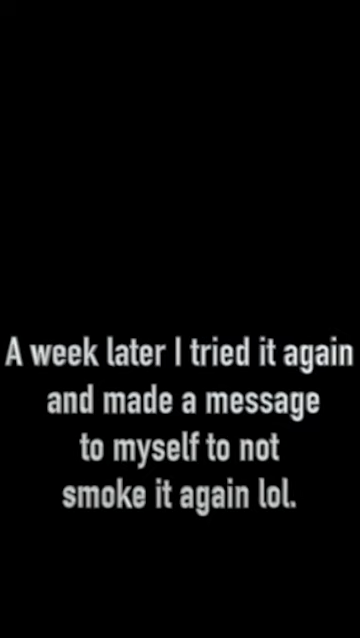 A week later I tried it again
and made a message
to myself to not
smoke it again lol.